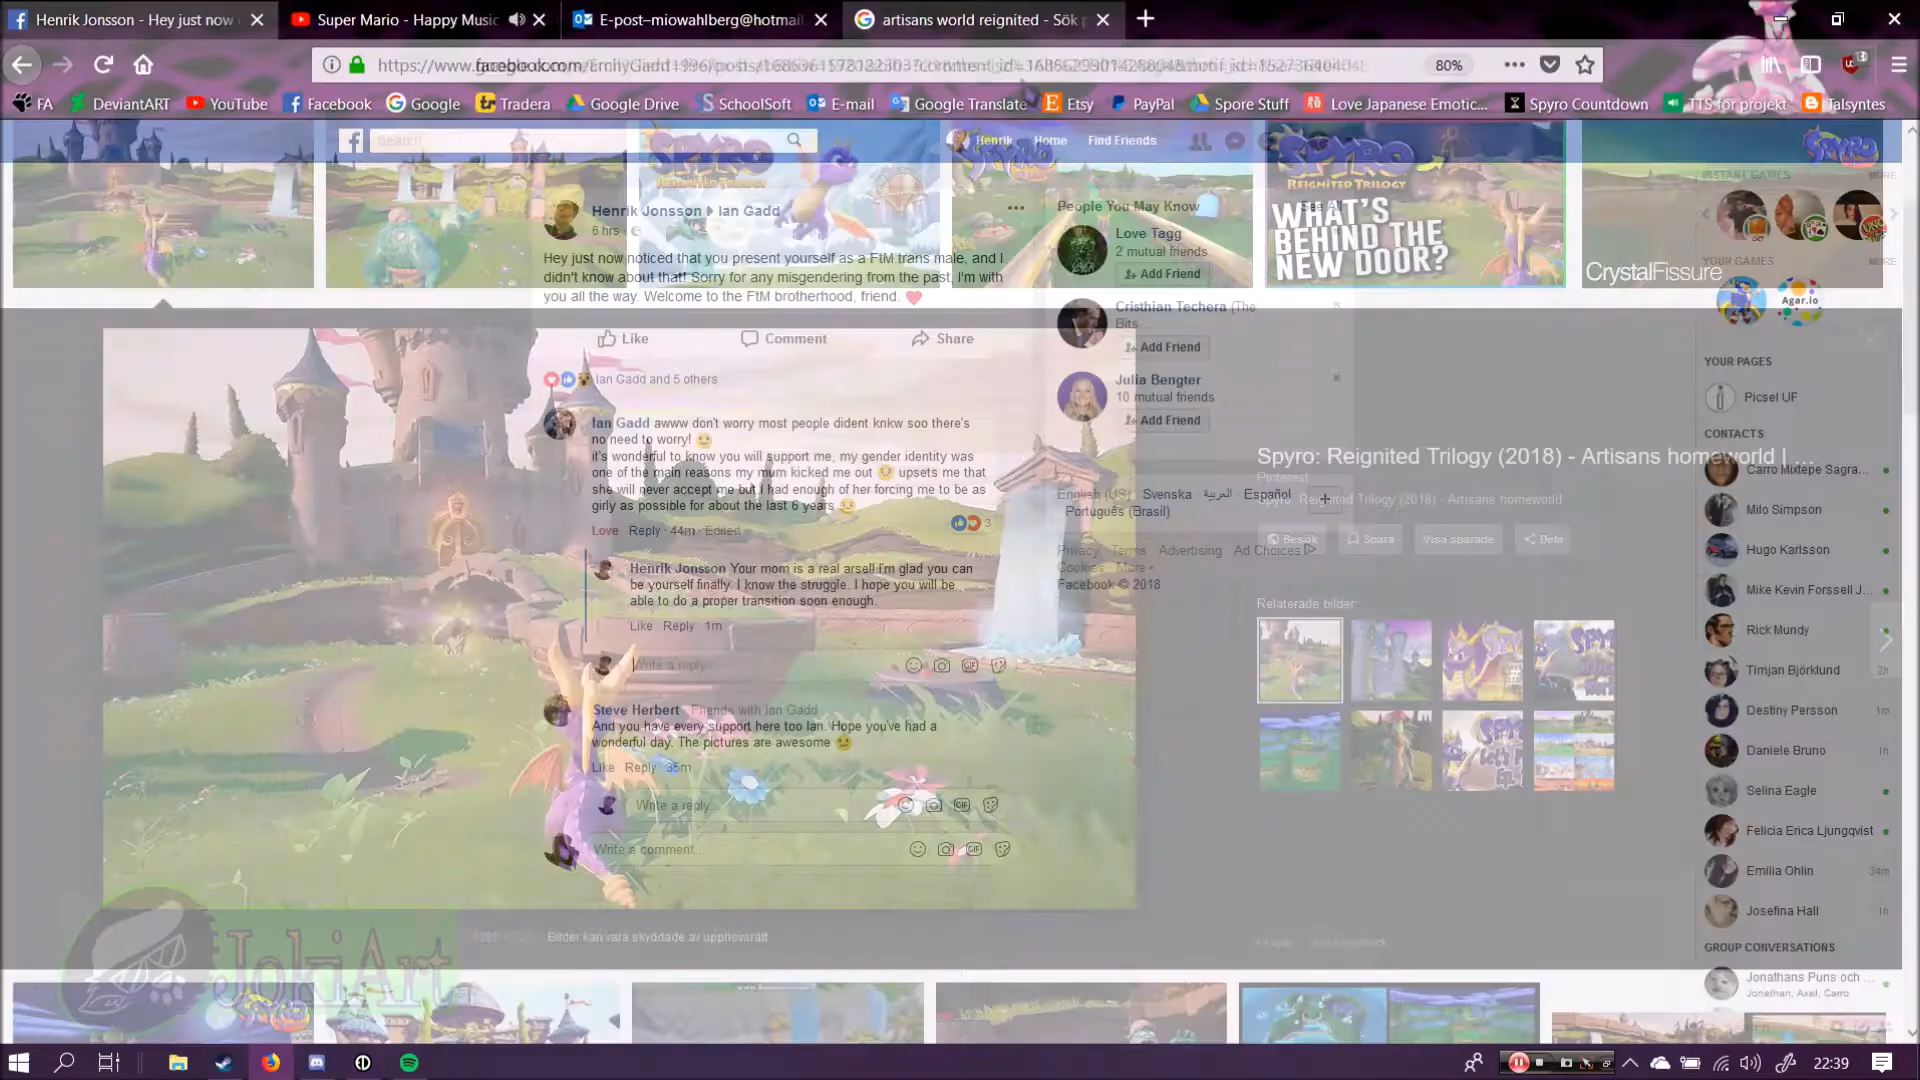 Henrik Jonsson - Hey just now
Super Mario - Happy Music
E-post–miowahlberg@hotmail
artisans world reignited - Sök
80%
FA
DeviantART
YouTube
Facebook
Google
Tradera
Google Drive
SchoolSoft
E-mail
Google Translate
Etsy
PayPal
Spore Stuff
Love Japanese Emotic...
Spyro Countdown
TTS för projekt
Talsyntes
Search
Henrik
Home
Find Friends
SPYRO
REIGNITED TRILOGY
WHAT'S
BEHIND THE
NEW DOOR?
CrystalFissure
Henrik Jonsson Ian Gadd
6 hrs
Hey just now noticed that you present yourself as a FtM trans male, and I
didn't know about that! Sorry for any misgendering from the past, I'm with
you all the way. Welcome to the FtM brotherhood, friend.
Like
Comment
Share
Ian Gadd and 5 others
Ian Gadd awww don't worry most people dident knkw soo there's
no need to worry!
it's wonderful to know you will support me, my gender identity was
one of the main reasons my mum kicked me out upsets me that
she will never accept me but I had enough of her forcing me to be as
girly as possible for about the last 6 years
3
Love Reply · 44m · Edited
Henrik Jonsson Your mom is a real arse!I'm glad you can
be yourself finally. I know the struggle. I hope you will be
able to do a proper transition soon enough.
Like Reply 1m
Write a reply...
Steve Herbert Friends with Ian Gadd
And you have every support here too Ian. Hope you've had a
wonderful day. The pictures are awesome
Like Reply 35m
Write a reply...
Write a comment...
Bilder kan vara skyddade av upphovsrätt
JokiArt
People You May Know
See All
Love Tagg
2 mutual friends
Add Friend
Cristhian Techera (The
Bits
Add Friend
Julia Bengter
10 mutual friends
Add Friend
English (US) Svenska العربية Español
Português (Brasil)
Privacy Terms Advertising Ad Choices
Cookies More
Facebook © 2018
Spyro: Reignited Trilogy (2018) - Artisans homeworld | ...
Pinterest
Spyro Reignited Trilogy (2018) - Artisans homeworld
Besök
Spara
Visa sparade
Dela
Relaterade bilder:
INSTANT GAMES
MORE
YOUR GAMES
MORE
Agar.io
YOUR PAGES
Picsel UF
CONTACTS
Carro Mixtepe Sagra...
Milo Simpson
Hugo Karlsson
Mike Kevin Forssell J...
Rick Mundy
Timjan Björklund 2h
Destiny Persson 1m
Daniele Bruno 1h
Selina Eagle
Felicia Erica Ljungqvist
Emilia Ohlin 34m
Josefina Hall 1h
GROUP CONVERSATIONS
Jonathans Puns och ...
Jonathan, Axel, Carro
22:39